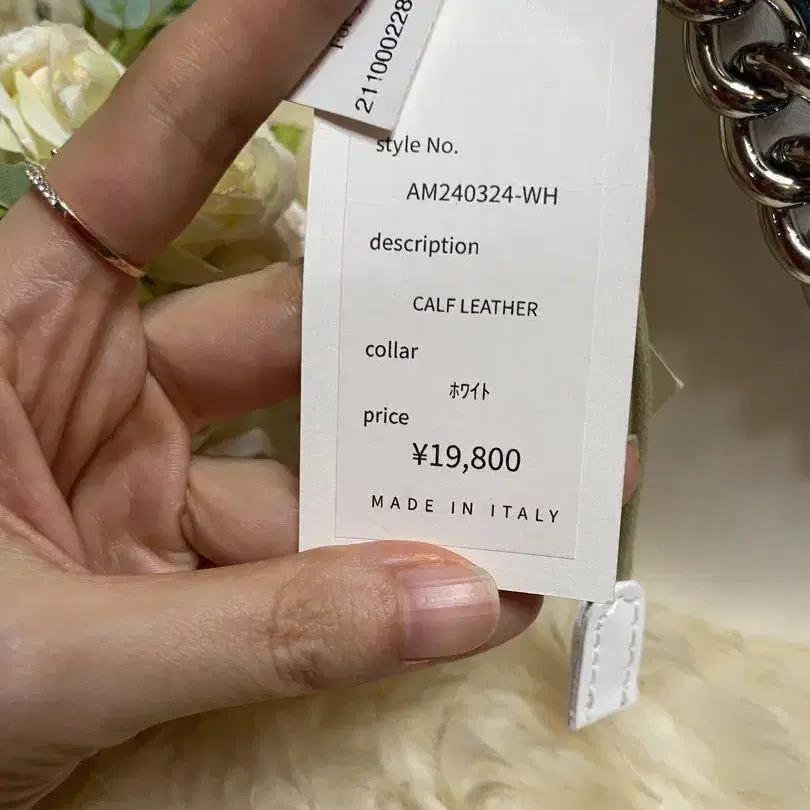 211000228
style No.
AM240324-WH
description
CALF LEATHER
collar
ﾎﾜｲﾄ
price
¥19,800
MADE IN ITALY